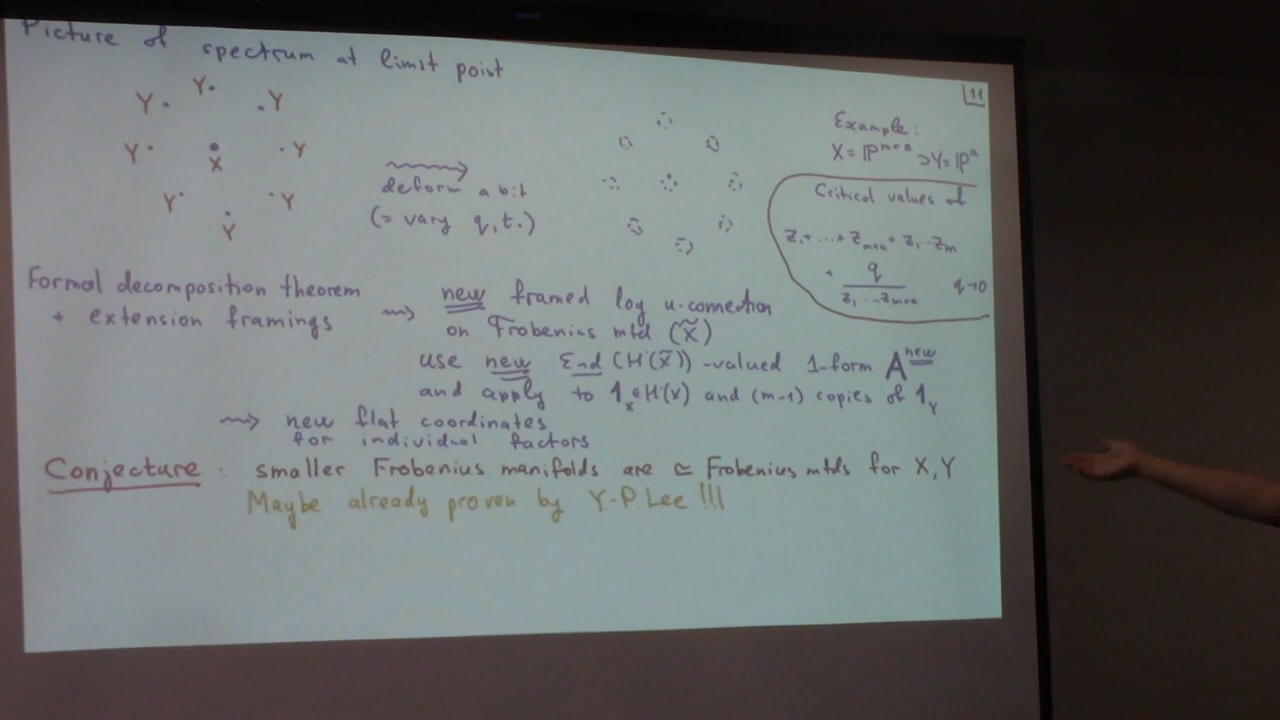 Picture of spectrum at limit point
11
Y. Y. .Y
Y. .Y
X
Y. .Y
Y
deform a bit
(= vary q, t.)
Example:
X = ℙ^{m+a} ⊃ Y = ℙ^a
Critical values of
z_1 + ... + z_{m+a} + z_1 .. z_m
+ q / z_1 ... z_{m+a} q→0
Formal decomposition theorem
+ extension framings ⇝ new framed log u-connection
on Frobenius mfd (X̃)
use new End (H˙(X̃))-valued 1-form A^{new}
and apply to 1_X ∈ H˙(X) and (m-1) copies of 1_Y
⇝ new flat coordinates
for individual factors
Conjecture: smaller Frobenius manifolds are ≃ Frobenius mfds for X, Y
Maybe already proven by Y.-P. Lee !!!